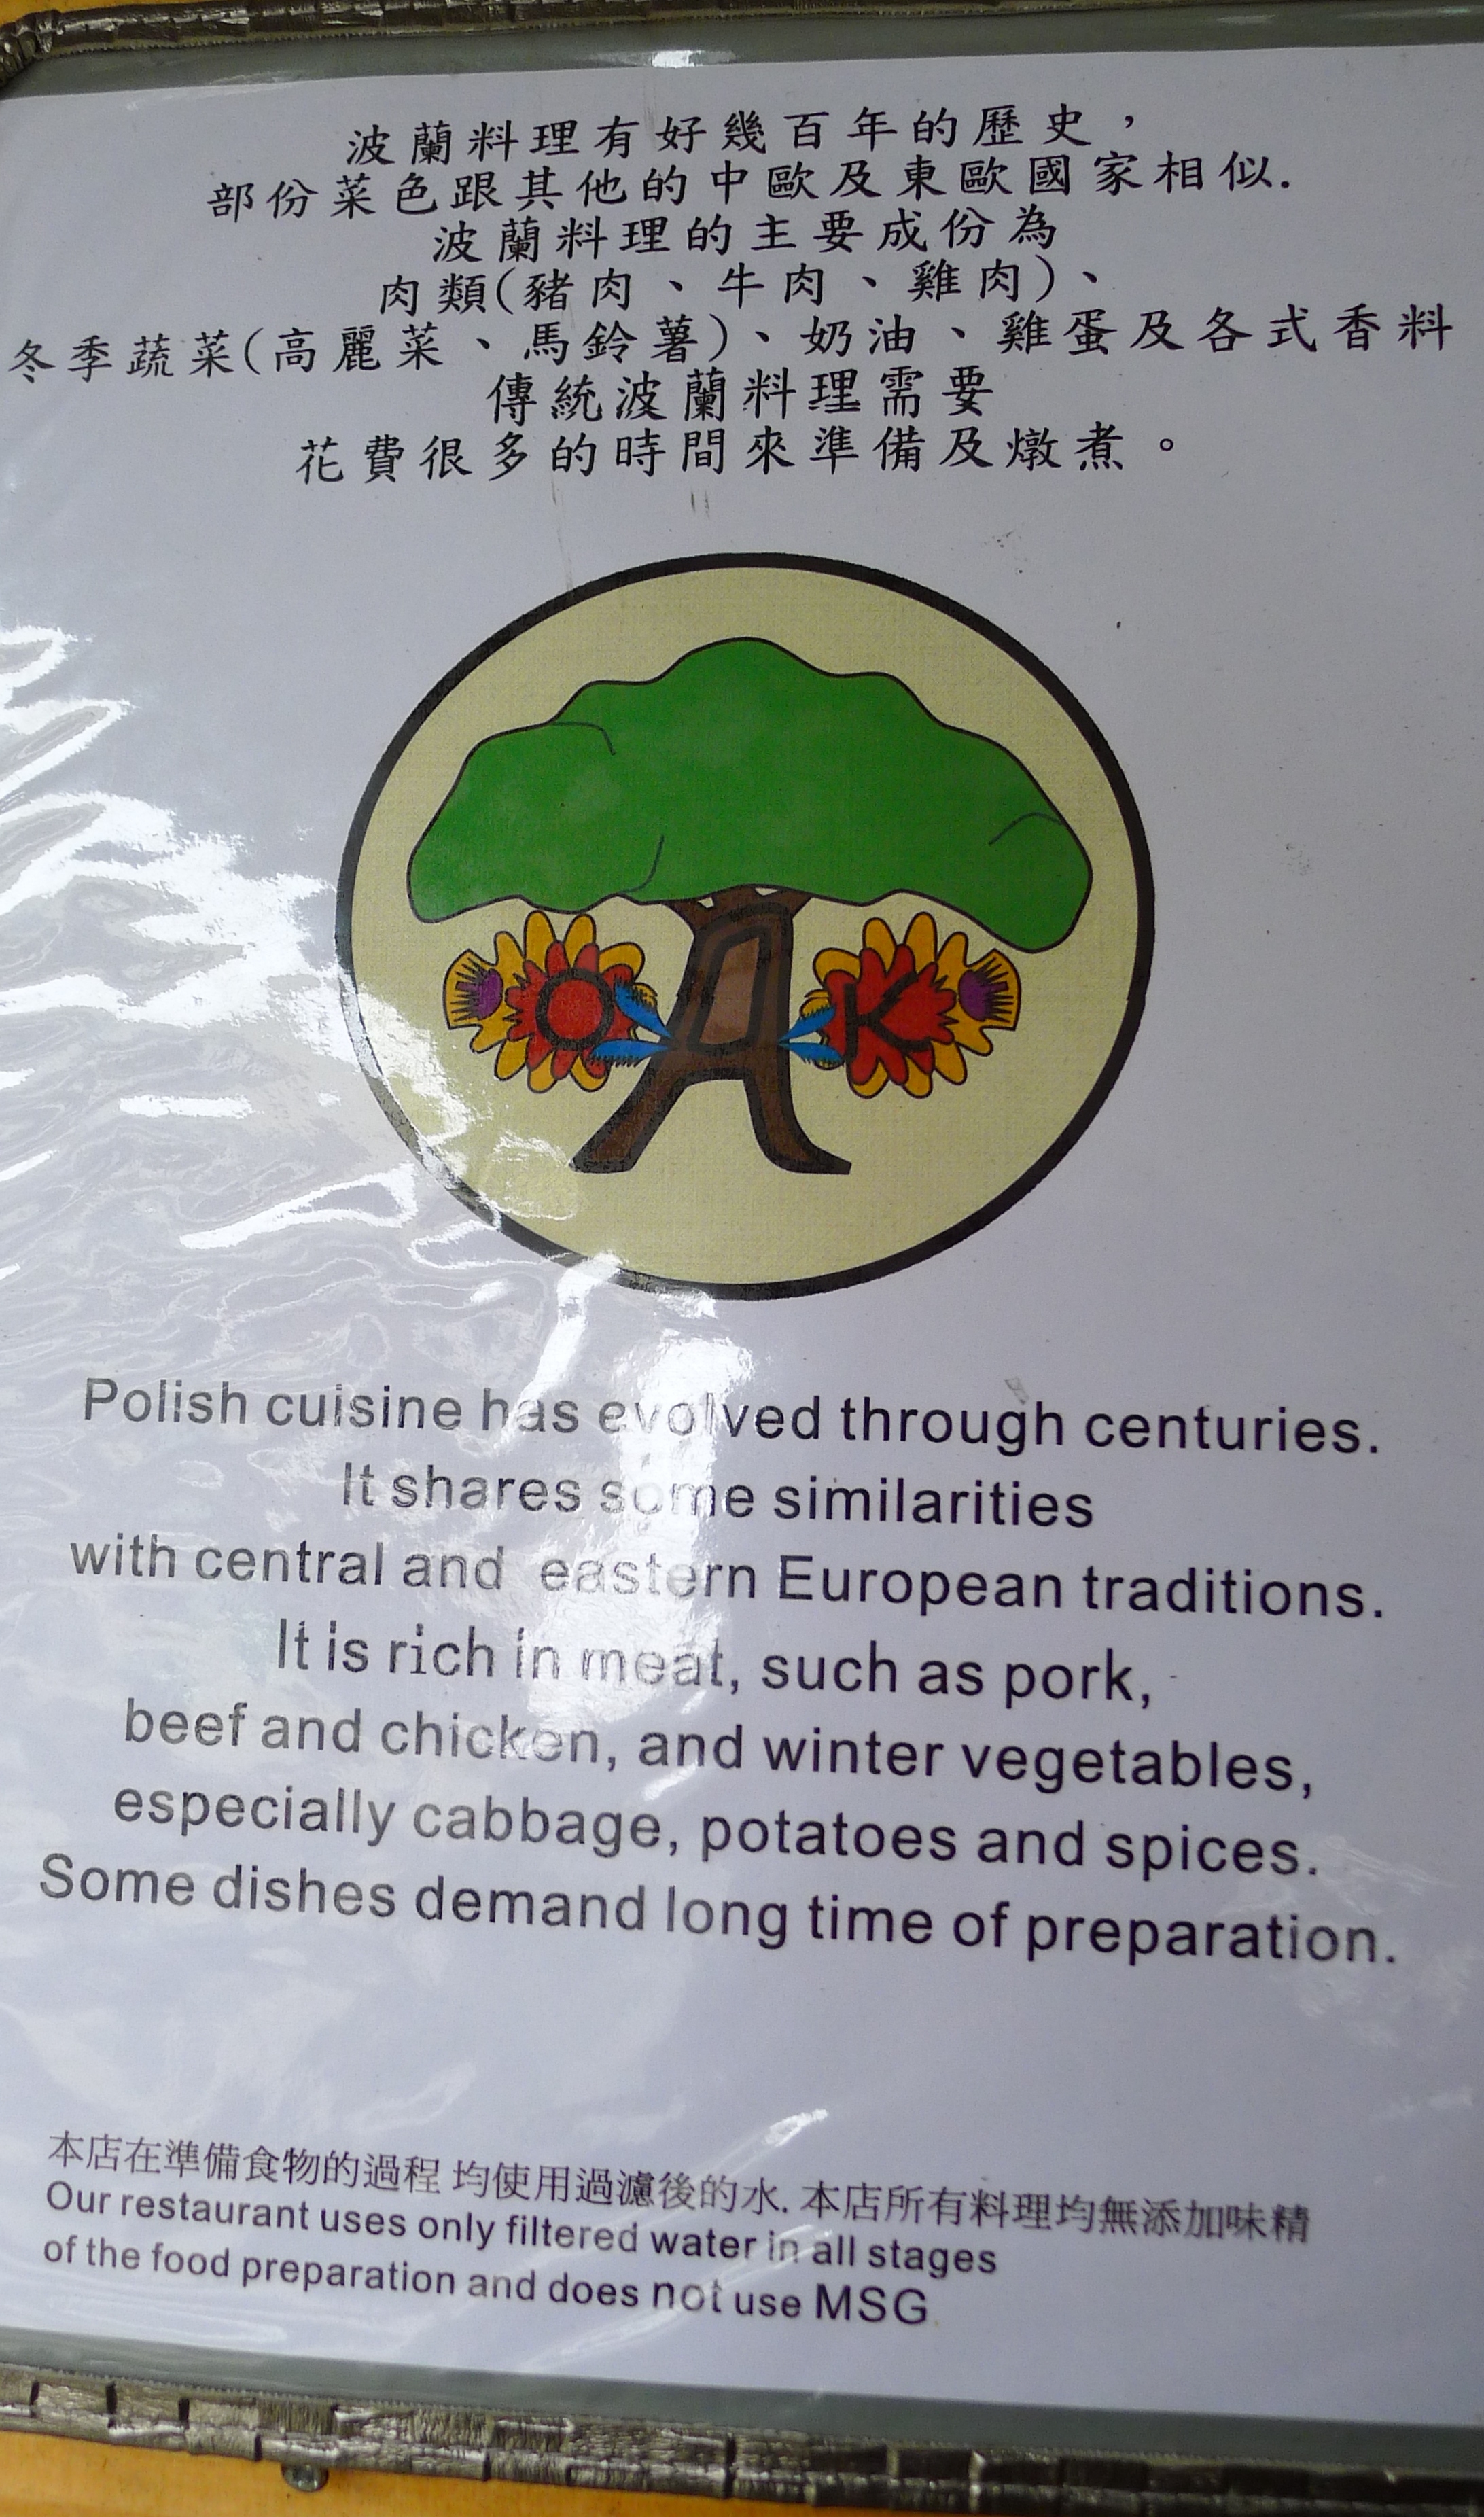 波蘭料理有好幾百年的歷史，
部份菜色跟其他的中歐及東歐國家相似.
波蘭料理的主要成份為
肉類(豬肉、牛肉、雞肉)、
冬季蔬菜(高麗菜、馬鈴薯)、奶油、雞蛋及各式香料
傳統波蘭料理需要
花費很多的時間來準備及燉煮。
OAK
Polish cuisine has evolved through centuries.
It shares some similarities
with central and eastern European traditions.
It is rich in meat, such as pork,
beef and chicken, and winter vegetables,
especially cabbage, potatoes and spices.
Some dishes demand long time of preparation.
本店在準備食物的過程 均使用過濾後的水. 本店所有料理均無添加味精
Our restaurant uses only filtered water in all stages
of the food preparation and does not use MSG